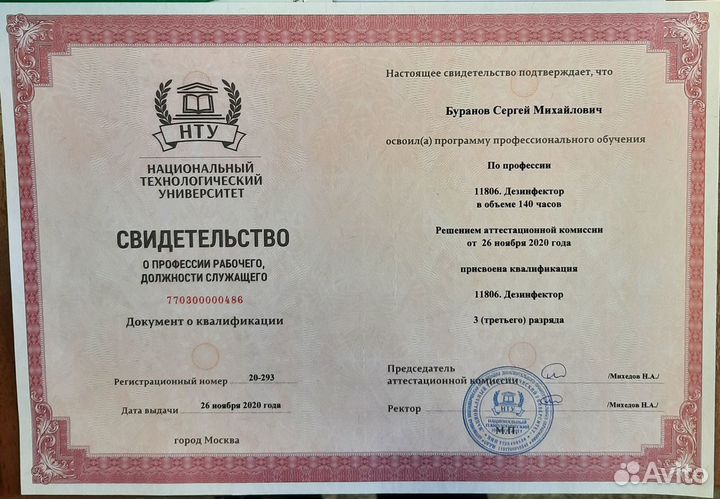 НТУ
НАЦИОНАЛЬНЫЙ
ТЕХНОЛОГИЧЕСКИЙ
УНИВЕРСИТЕТ
СВИДЕТЕЛЬСТВО
О ПРОФЕССИИ РАБОЧЕГО,
ДОЛЖНОСТИ СЛУЖАЩЕГО
770300000486
Документ о квалификации
Регистрационный номер 20-293
Дата выдачи 26 ноября 2020 года
город Москва
Настоящее свидетельство подтверждает, что
Буранов Сергей Михайлович
освоил(а) программу профессионального обучения
По профессии
11806. Дезинфектор
в объеме 140 часов
Решением аттестационной комиссии
от 26 ноября 2020 года
присвоена квалификация
11806. Дезинфектор
3 (третьего) разряда
Председатель
аттестационной комиссии /Михедов Н.А./
Ректор /Михедов Н.А./
НТУ
НАЦИОНАЛЬНЫЙ
ТЕХНОЛОГИЧЕСКИЙ
М.П.
Avito